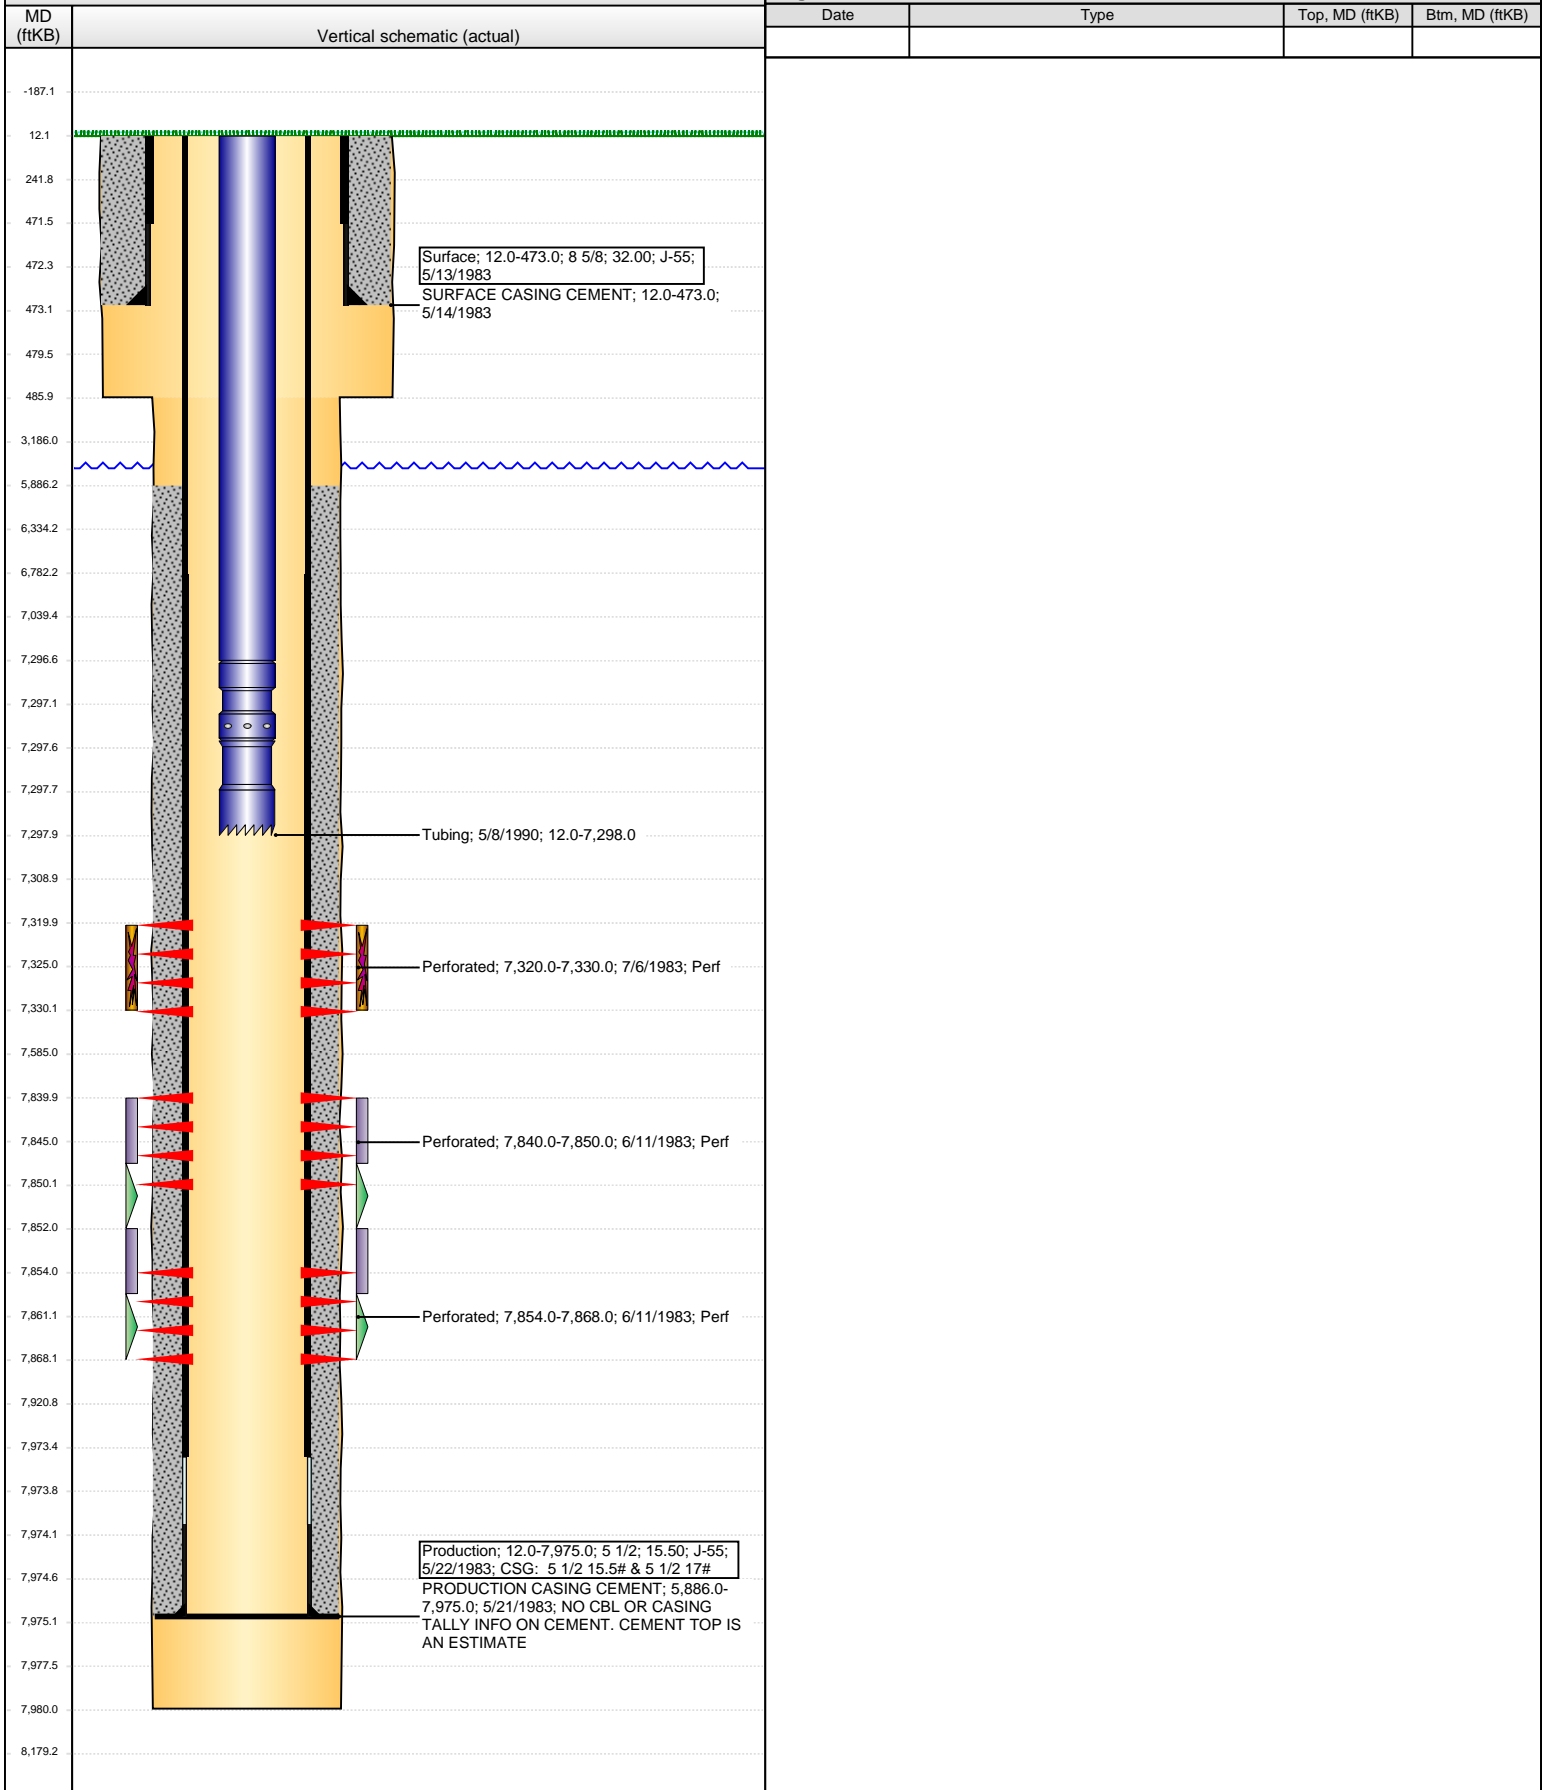 MD
(ftKB)
Vertical schematic (actual)
Date
Type
Top, MD (ftKB)
Btm, MD (ftKB)
-187.1
12.1
241.8
471.5
472.3
473.1
479.5
485.9
3,186.0
5,886.2
6,334.2
6,782.2
7,039.4
7,296.6
7,297.1
7,297.6
7,297.7
7,297.9
7,308.9
7,319.9
7,325.0
7,330.1
7,585.0
7,839.9
7,845.0
7,850.1
7,852.0
7,854.0
7,861.1
7,868.1
7,920.8
7,973.4
7,973.8
7,974.1
7,974.6
7,975.1
7,977.5
7,980.0
8,179.2
Surface; 12.0-473.0; 8 5/8; 32.00; J-55;
5/13/1983
SURFACE CASING CEMENT; 12.0-473.0;
5/14/1983
Tubing; 5/8/1990; 12.0-7,298.0
Perforated; 7,320.0-7,330.0; 7/6/1983; Perf
Perforated; 7,840.0-7,850.0; 6/11/1983; Perf
Perforated; 7,854.0-7,868.0; 6/11/1983; Perf
Production; 12.0-7,975.0; 5 1/2; 15.50; J-55;
5/22/1983; CSG:  5 1/2 15.5# & 5 1/2 17#
PRODUCTION CASING CEMENT; 5,886.0-
7,975.0; 5/21/1983; NO CBL OR CASING
TALLY INFO ON CEMENT. CEMENT TOP IS
AN ESTIMATE